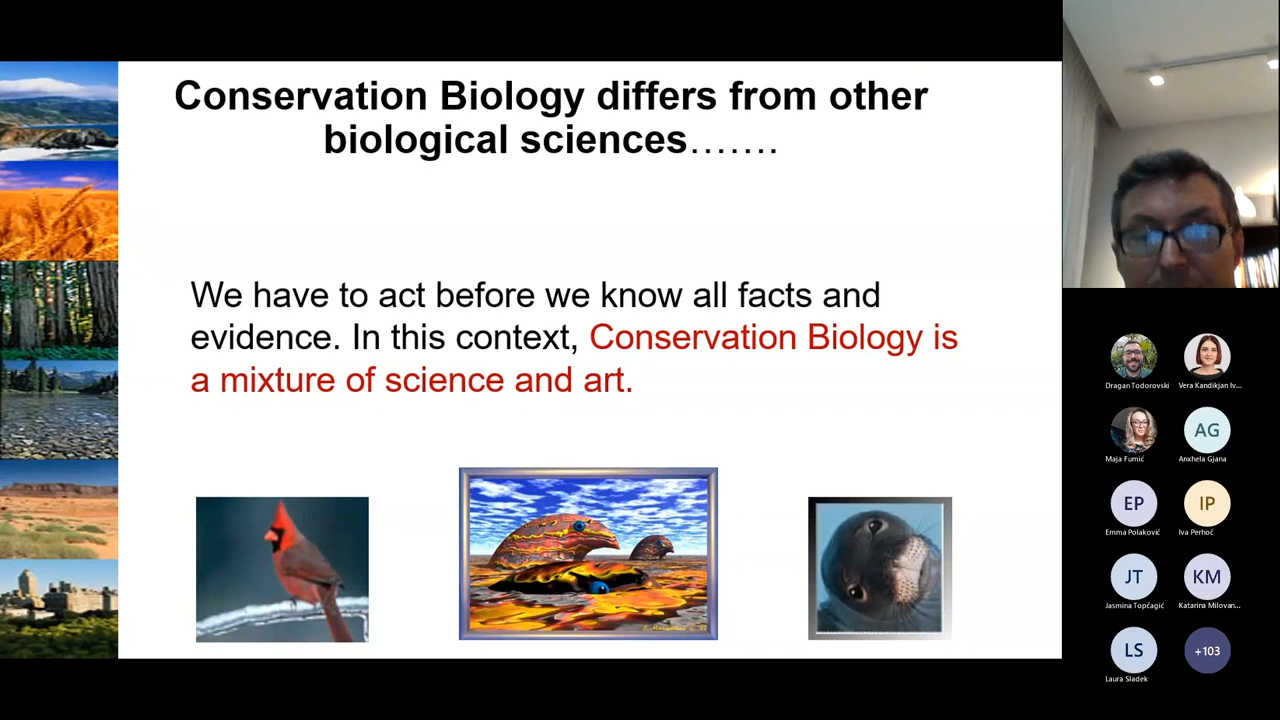 Conservation Biology differs from other
biological sciences.......
We have to act before we know all facts and
evidence. In this context, Conservation Biology is
a mixture of science and art.
Dragan Todorovski
Vera Kandikjan Iv...
Maja Fumić
AG
Anxhela Gjana
EP
Emma Polaković
IP
Iva Perhoč
JT
Jasmina Topčagić
KM
Katarina Milovan...
LS
Laura Sladek
+103